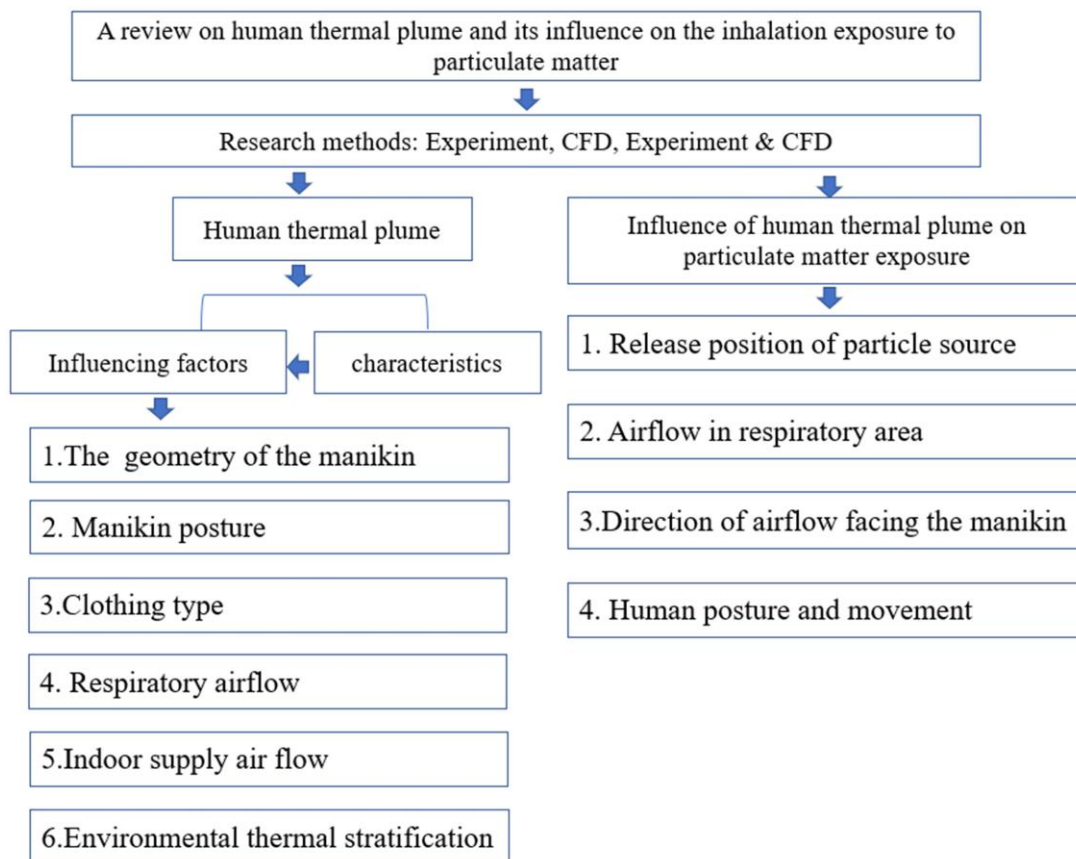 A review on human thermal plume and its influence on the inhalation exposure to
particulate matter
Research methods: Experiment, CFD, Experiment & CFD
Human thermal plume
Influencing factors
characteristics
1.The geometry of the manikin
2. Manikin posture
3.Clothing type
4. Respiratory airflow
5.Indoor supply air flow
6.Environmental thermal stratification
Influence of human thermal plume on
particulate matter exposure
1. Release position of particle source
2. Airflow in respiratory area
3.Direction of airflow facing the manikin
4. Human posture and movement